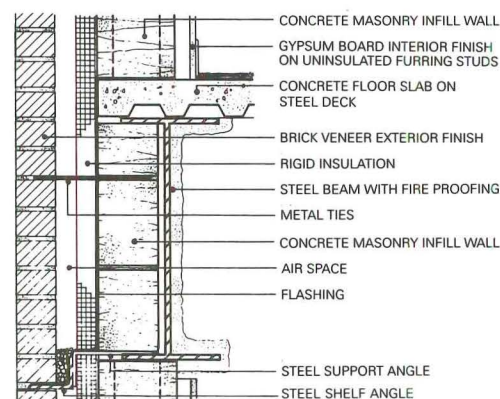 CONCRETE MASONRY INFILL WALL
GYPSUM BOARD INTERIOR FINISH
ON UNINSULATED FURRING STUDS
CONCRETE FLOOR SLAB ON
STEEL DECK
BRICK VENEER EXTERIOR FINISH
RIGID INSULATION
STEEL BEAM WITH FIRE PROOFING
METAL TIES
CONCRETE MASONRY INFILL WALL
AIR SPACE
FLASHING
STEEL SUPPORT ANGLE
STEEL SHELF ANGLE